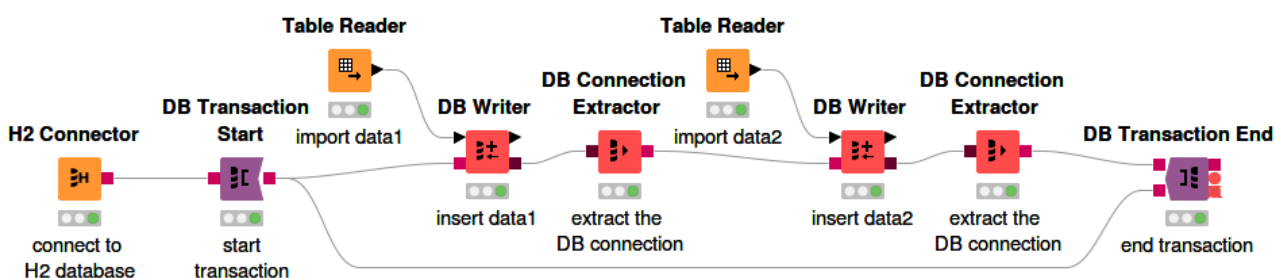 Table Reader
import data1
Table Reader
import data2
H2 Connector
connect to
H2 database
DB Transaction
Start
start
transaction
DB Writer
insert data1
DB Connection
Extractor
extract the
DB connection
DB Writer
insert data2
DB Connection
Extractor
extract the
DB connection
DB Transaction End
end transaction